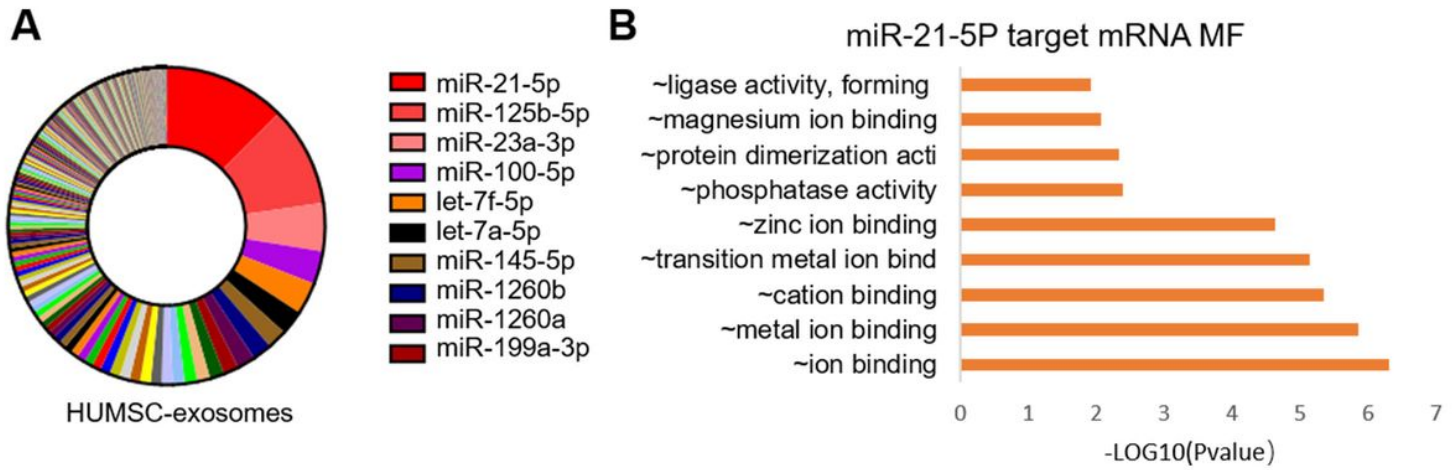 A
miR-21-5p
miR-125b-5p
miR-23a-3p
miR-100-5p
let-7f-5p
let-7a-5p
miR-145-5p
miR-1260b
miR-1260a
miR-199a-3p
HUMSC-exosomes
B
miR-21-5P target mRNA MF
~ligase activity, forming
~magnesium ion binding
~protein dimerization acti
~phosphatase activity
~zinc ion binding
~transition metal ion bind
~cation binding
~metal ion binding
~ion binding
0 1 2 3 4 5 6 7
-LOG10(Pvalue)